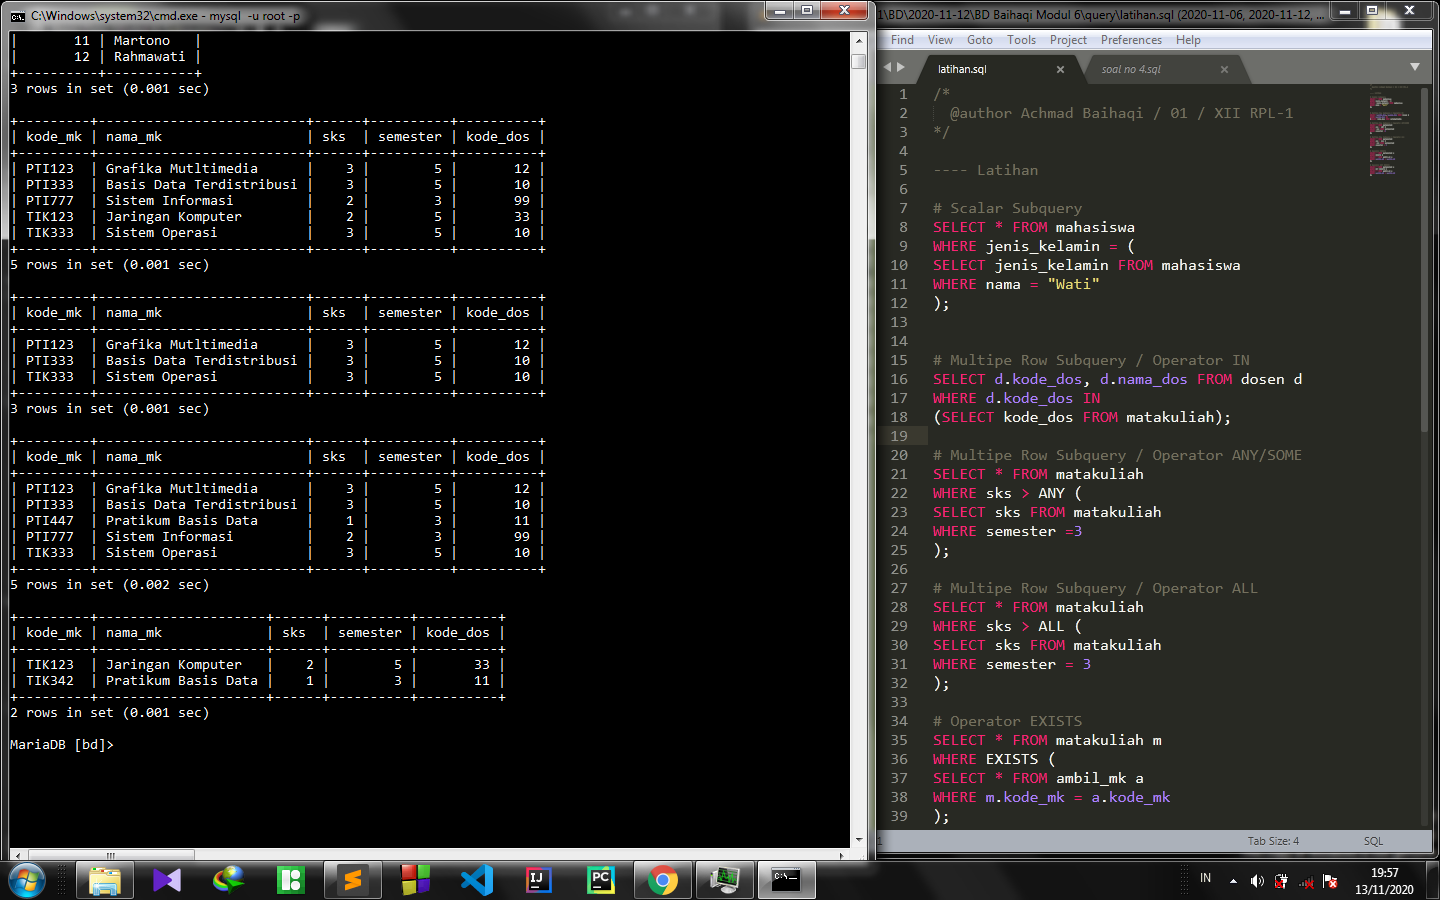 C:\Windows\system32\cmd.exe - mysql  -u root -p
|       11 | Martono   |
|       12 | Rahmawati |
+----------+-----------+
3 rows in set (0.001 sec)
+---------+--------------------------+------+----------+----------+
| kode_mk | nama_mk                  | sks  | semester | kode_dos |
+---------+--------------------------+------+----------+----------+
| PTI123  | Grafika Mutltimedia      |    3 |        5 |       12 |
| PTI333  | Basis Data Terdistribusi |    3 |        5 |       10 |
| PTI777  | Sistem Informasi         |    2 |        3 |       99 |
| TIK123  | Jaringan Komputer        |    2 |        5 |       33 |
| TIK333  | Sistem Operasi           |    3 |        5 |       10 |
+---------+--------------------------+------+----------+----------+
5 rows in set (0.001 sec)
+---------+--------------------------+------+----------+----------+
| kode_mk | nama_mk                  | sks  | semester | kode_dos |
+---------+--------------------------+------+----------+----------+
| PTI123  | Grafika Mutltimedia      |    3 |        5 |       12 |
| PTI333  | Basis Data Terdistribusi |    3 |        5 |       10 |
| TIK333  | Sistem Operasi           |    3 |        5 |       10 |
+---------+--------------------------+------+----------+----------+
3 rows in set (0.001 sec)
+---------+--------------------------+------+----------+----------+
| kode_mk | nama_mk                  | sks  | semester | kode_dos |
+---------+--------------------------+------+----------+----------+
| PTI123  | Grafika Mutltimedia      |    3 |        5 |       12 |
| PTI333  | Basis Data Terdistribusi |    3 |        5 |       10 |
| PTI447  | Pratikum Basis Data      |    1 |        3 |       11 |
| PTI777  | Sistem Informasi         |    2 |        3 |       99 |
| TIK333  | Sistem Operasi           |    3 |        5 |       10 |
+---------+--------------------------+------+----------+----------+
5 rows in set (0.002 sec)
+---------+---------------------+------+----------+----------+
| kode_mk | nama_mk             | sks  | semester | kode_dos |
+---------+---------------------+------+----------+----------+
| TIK123  | Jaringan Komputer   |    2 |        5 |       33 |
| TIK342  | Pratikum Basis Data |    1 |        3 |       11 |
+---------+---------------------+------+----------+----------+
2 rows in set (0.001 sec)
MariaDB [bd]>
1\BD\2020-11-12\BD Baihaqi Modul 6\query\latihan.sql (2020-11-06, 2020-11-12, ...
Find View Goto Tools Project Preferences Help
latihan.sql
soal no 4.sql
1 /*
2   @author Achmad Baihaqi / 01 / XII RPL-1
3 */
4
5 ---- Latihan
6
7 # Scalar Subquery
8 SELECT * FROM mahasiswa
9 WHERE jenis_kelamin = (
10 SELECT jenis_kelamin FROM mahasiswa
11 WHERE nama = "Wati"
12 );
13
14
15 # Multipe Row Subquery / Operator IN
16 SELECT d.kode_dos, d.nama_dos FROM dosen d
17 WHERE d.kode_dos IN
18 (SELECT kode_dos FROM matakuliah);
19
20 # Multipe Row Subquery / Operator ANY/SOME
21 SELECT * FROM matakuliah
22 WHERE sks > ANY (
23 SELECT sks FROM matakuliah
24 WHERE semester =3
25 );
26
27 # Multipe Row Subquery / Operator ALL
28 SELECT * FROM matakuliah
29 WHERE sks > ALL (
30 SELECT sks FROM matakuliah
31 WHERE semester = 3
32 );
33
34 # Operator EXISTS
35 SELECT * FROM matakuliah m
36 WHERE EXISTS (
37 SELECT * FROM ambil_mk a
38 WHERE m.kode_mk = a.kode_mk
39 );
Tab Size: 4
SQL
IJ
PC
C:\_
IN
19:57
13/11/2020